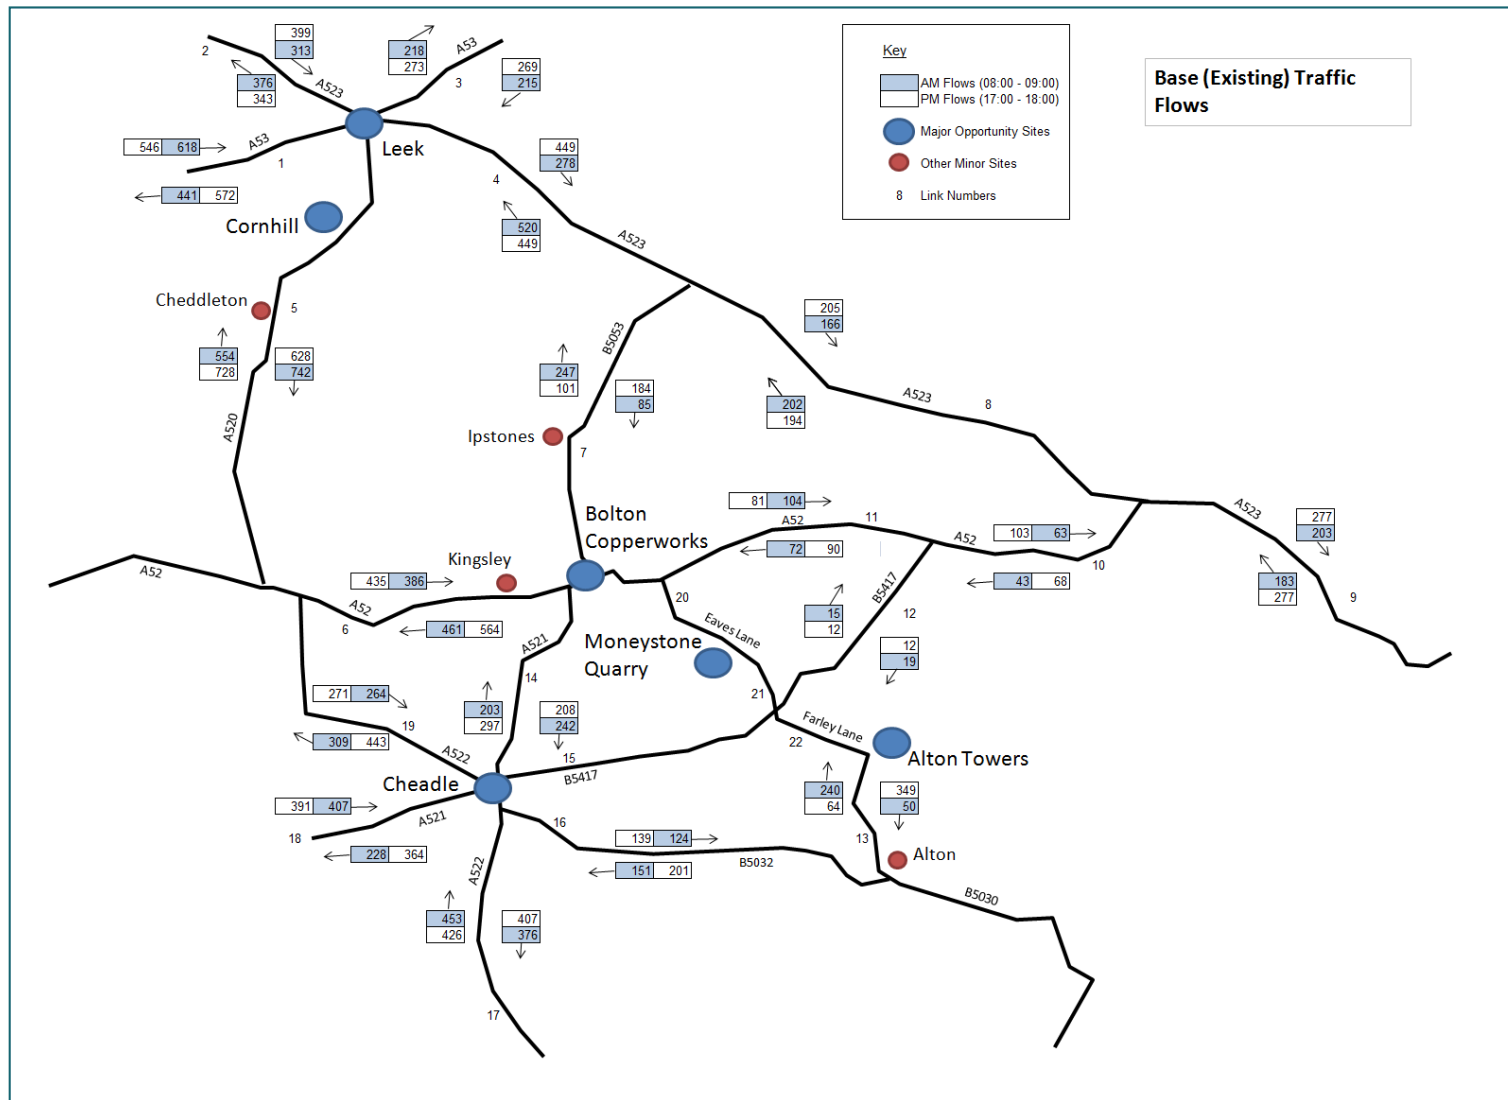 Base (Existing) Traffic
Flows
Key
AM Flows (08:00 - 09:00)
PM Flows (17:00 - 18:00)
Major Opportunity Sites
Other Minor Sites
8 Link Numbers
2
399
313
376
343
A523
218
273
A53
3
269
215
546 618
A53
1
441 572
Leek
449
278
4
520
449
A523
Cornhill
Cheddleton
5
554
728
628
742
A520
B5053
247
101
184
85
Ipstones
7
205
166
202
194
A523
8
A523
277
203
183
277
9
Bolton
Copperworks
81 104
A52
11
72 90
A52
103 63
10
43 68
A52
Kingsley
435 386
A52
6
461 564
20
Eaves Lane
15
12
B5417
12
12
19
Moneystone
Quarry
A521
14
203
297
208
242
21
Farley Lane
22
Alton Towers
271 264
19
309 443
A522
15
B5417
Cheadle
391 407
A521
18
228 364
16
139 124
151 201
B5032
240
64
349
50
13
Alton
B5030
A522
453
426
407
376
17